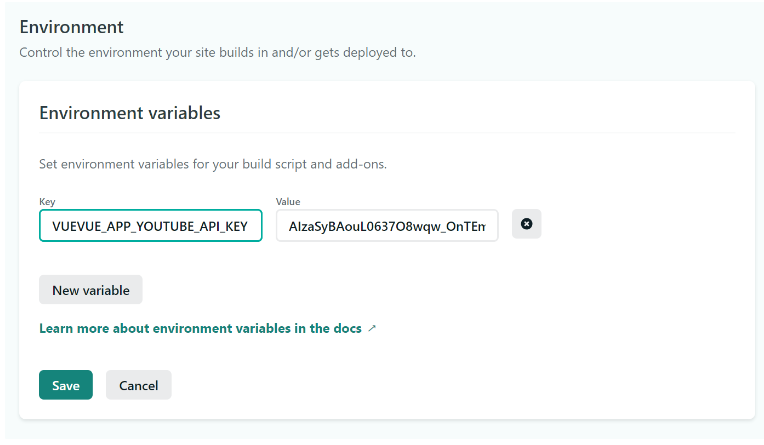 Environment
Control the environment your site builds in and/or gets deployed to.
Environment variables
Set environment variables for your build script and add-ons.
Key Value
VUEVUE_APP_YOUTUBE_API_KEY AIzaSyBAouL0637O8wqw_OnTEm
New variable
Learn more about environment variables in the docs ↗
Save Cancel